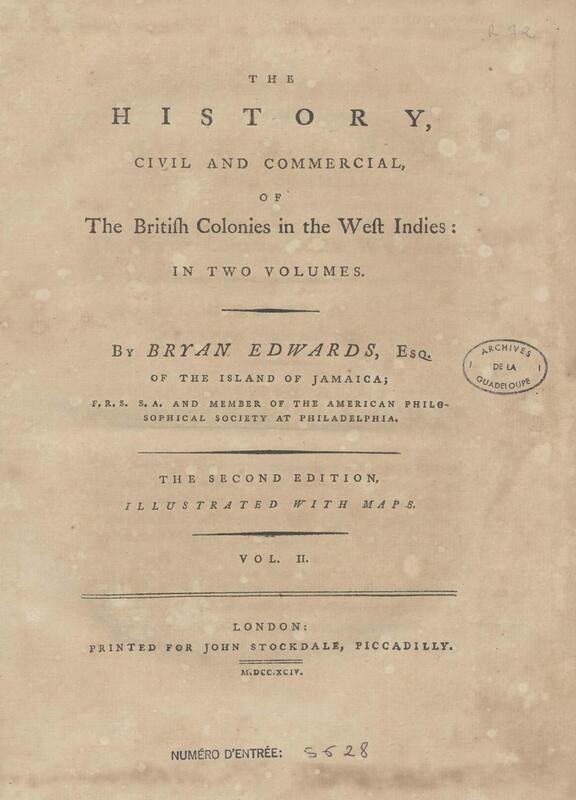 R 72
THE
HISTORY,
CIVIL AND COMMERCIAL,
OF
The Britiſh Colonies in the Weſt Indies:
IN TWO VOLUMES.
BY BRYAN EDWARDS, ESQ.
OF THE ISLAND OF JAMAICA;
F.R.S. S.A. AND MEMBER OF THE AMERICAN PHILO-
SOPHICAL SOCIETY AT PHILADELPHIA.
ARCHIVES
DE LA
GUADELOUPE
THE SECOND EDITION,
ILLUSTRATED WITH MAPS.
VOL. II.
LONDON:
PRINTED FOR JOHN STOCKDALE, PICCADILLY.
M.DCC.XCIV.
NUMÉRO D'ENTRÉE: 5628